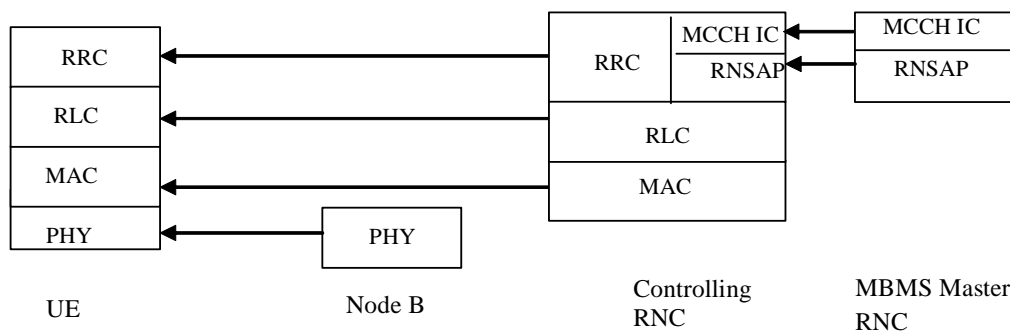 RRC
RLC
MAC
PHY
UE
PHY
Node B
RRC
MCCH IC
RNSAP
RLC
MAC
Controlling
RNC
MCCH IC
RNSAP
MBMS Master
RNC